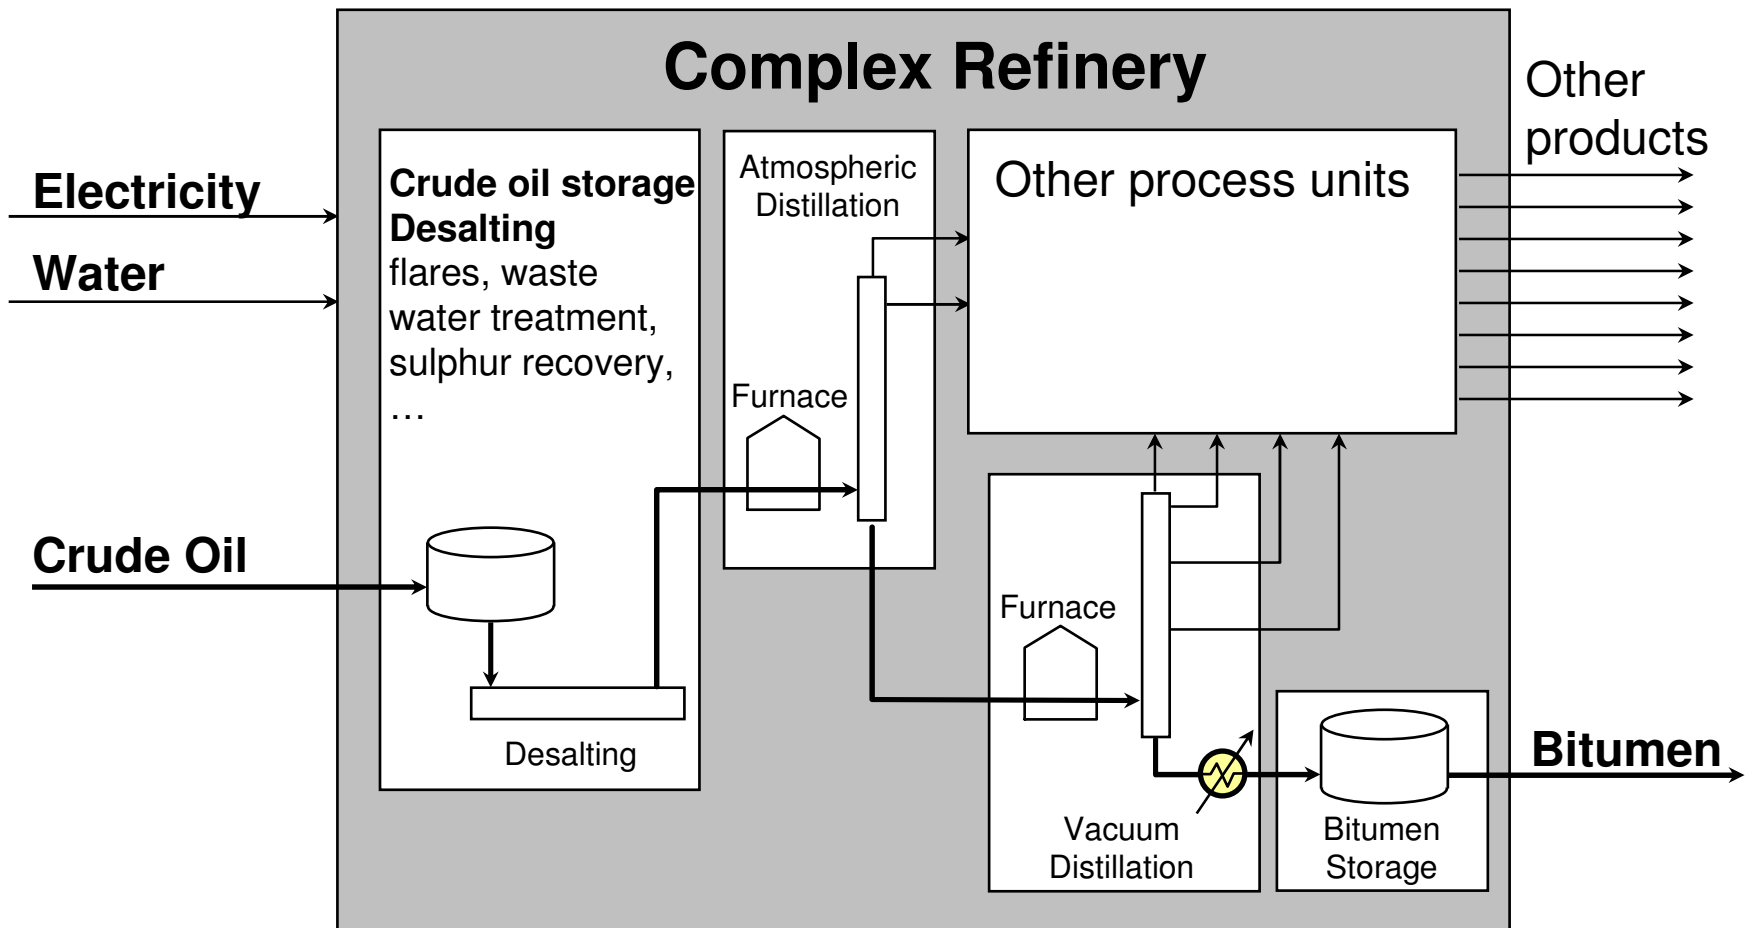 Complex Refinery
Electricity
Water
Crude Oil
Crude oil storage
Desalting
flares, waste
water treatment,
sulphur recovery,
…
Desalting
Atmospheric
Distillation
Furnace
Other process units
Other
products
Furnace
Vacuum
Distillation
Bitumen
Storage
Bitumen